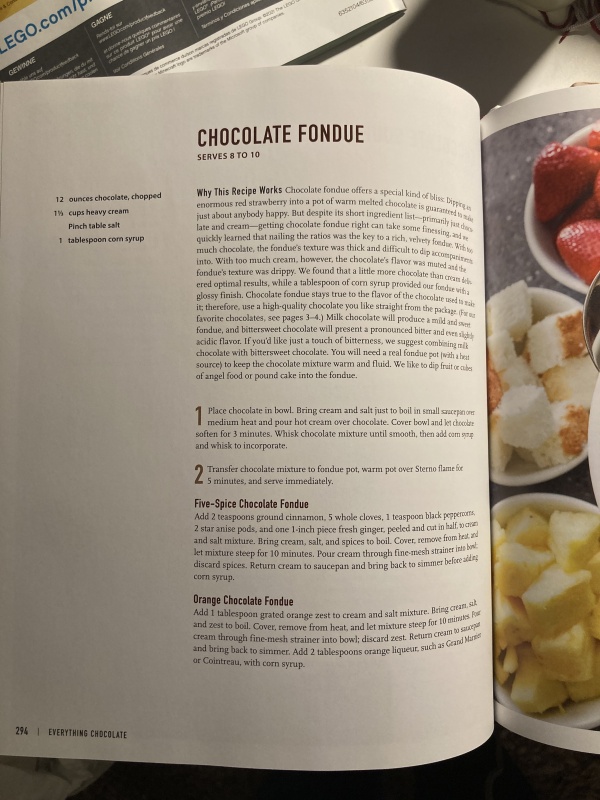 LEGO.com/p
GAGNE
GEWINNE
CHOCOLATE FONDUE
SERVES 8 TO 10
12 ounces chocolate, chopped
1⅓ cups heavy cream
Pinch table salt
1 tablespoon corn syrup
Why This Recipe Works Chocolate fondue offers a special kind of bliss: Dipping an
enormous red strawberry into a pot of warm melted chocolate is guaranteed to make
just about anybody happy. But despite its short ingredient list—primarily just choco-
late and cream—getting chocolate fondue right can take some finessing, and we
quickly learned that nailing the ratios was the key to a rich, velvety fondue. With too
much chocolate, the fondue's texture was thick and difficult to dip accompaniments
into. With too much cream, however, the chocolate's flavor was muted and the
fondue's texture was drippy. We found that a little more chocolate than cream deliv-
ered optimal results, while a tablespoon of corn syrup provided our fondue with a
glossy finish. Chocolate fondue stays true to the flavor of the chocolate used to make
it; therefore, use a high-quality chocolate you like straight from the package. (For our
favorite chocolates, see pages 3–4.) Milk chocolate will produce a mild and sweet
fondue, and bittersweet chocolate will present a pronounced bitter and even slightly
acidic flavor. If you'd like just a touch of bitterness, we suggest combining milk
chocolate with bittersweet chocolate. You will need a real fondue pot (with a heat
source) to keep the chocolate mixture warm and fluid. We like to dip fruit or cubes
of angel food or pound cake into the fondue.
1 Place chocolate in bowl. Bring cream and salt just to boil in small saucepan over
medium heat and pour hot cream over chocolate. Cover bowl and let chocolate
soften for 3 minutes. Whisk chocolate mixture until smooth, then add corn syrup
and whisk to incorporate.
2 Transfer chocolate mixture to fondue pot, warm pot over Sterno flame for
5 minutes, and serve immediately.
Five-Spice Chocolate Fondue
Add 2 teaspoons ground cinnamon, 5 whole cloves, 1 teaspoon black peppercorns,
2 star anise pods, and one 1-inch piece fresh ginger, peeled and cut in half, to cream
and salt mixture. Bring cream, salt, and spices to boil. Cover, remove from heat, and
let mixture steep for 10 minutes. Pour cream through fine-mesh strainer into bowl;
discard spices. Return cream to saucepan and bring back to simmer before adding
corn syrup.
Orange Chocolate Fondue
Add 1 tablespoon grated orange zest to cream and salt mixture. Bring cream, salt,
and zest to boil. Cover, remove from heat, and let mixture steep for 10 minutes. Pour
cream through fine-mesh strainer into bowl; discard zest. Return cream to saucepan
and bring back to simmer. Add 2 tablespoons orange liqueur, such as Grand Marnier
or Cointreau, with corn syrup.
294 | EVERYTHING CHOCOLATE